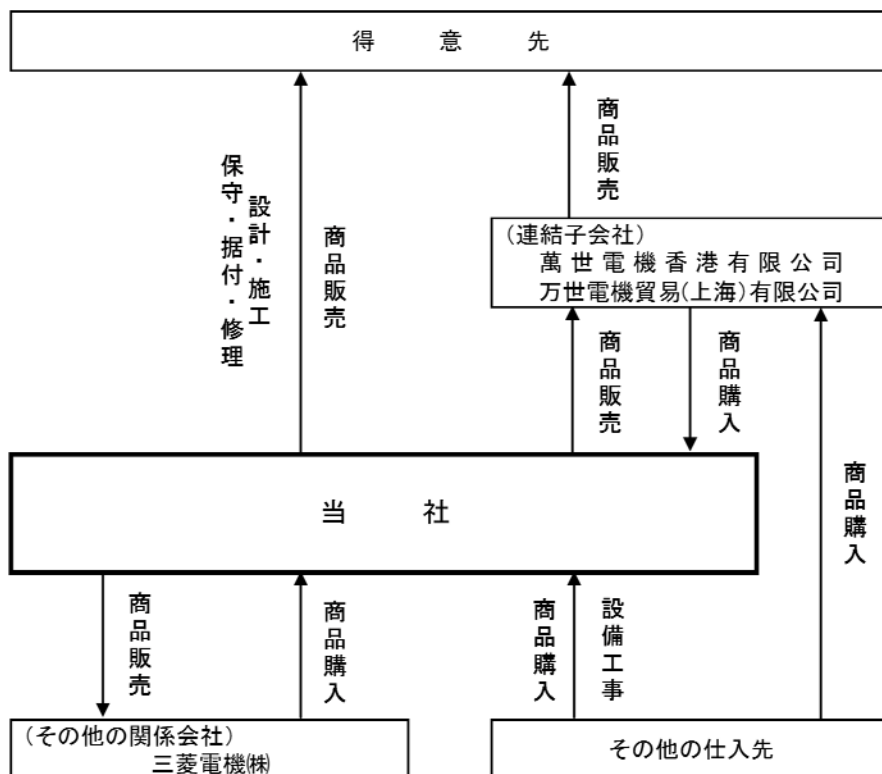 得意先
商品販売
(連結子会社)
萬世電機香港有限公司
万世電機貿易(上海)有限公司
設計・施工
保守・据付・修理
商品販売
商品販売
商品購入
商品購入
当社
商品販売
商品購入
商品購入
設備工事
(その他の関係会社)
三菱電機㈱
その他の仕入先